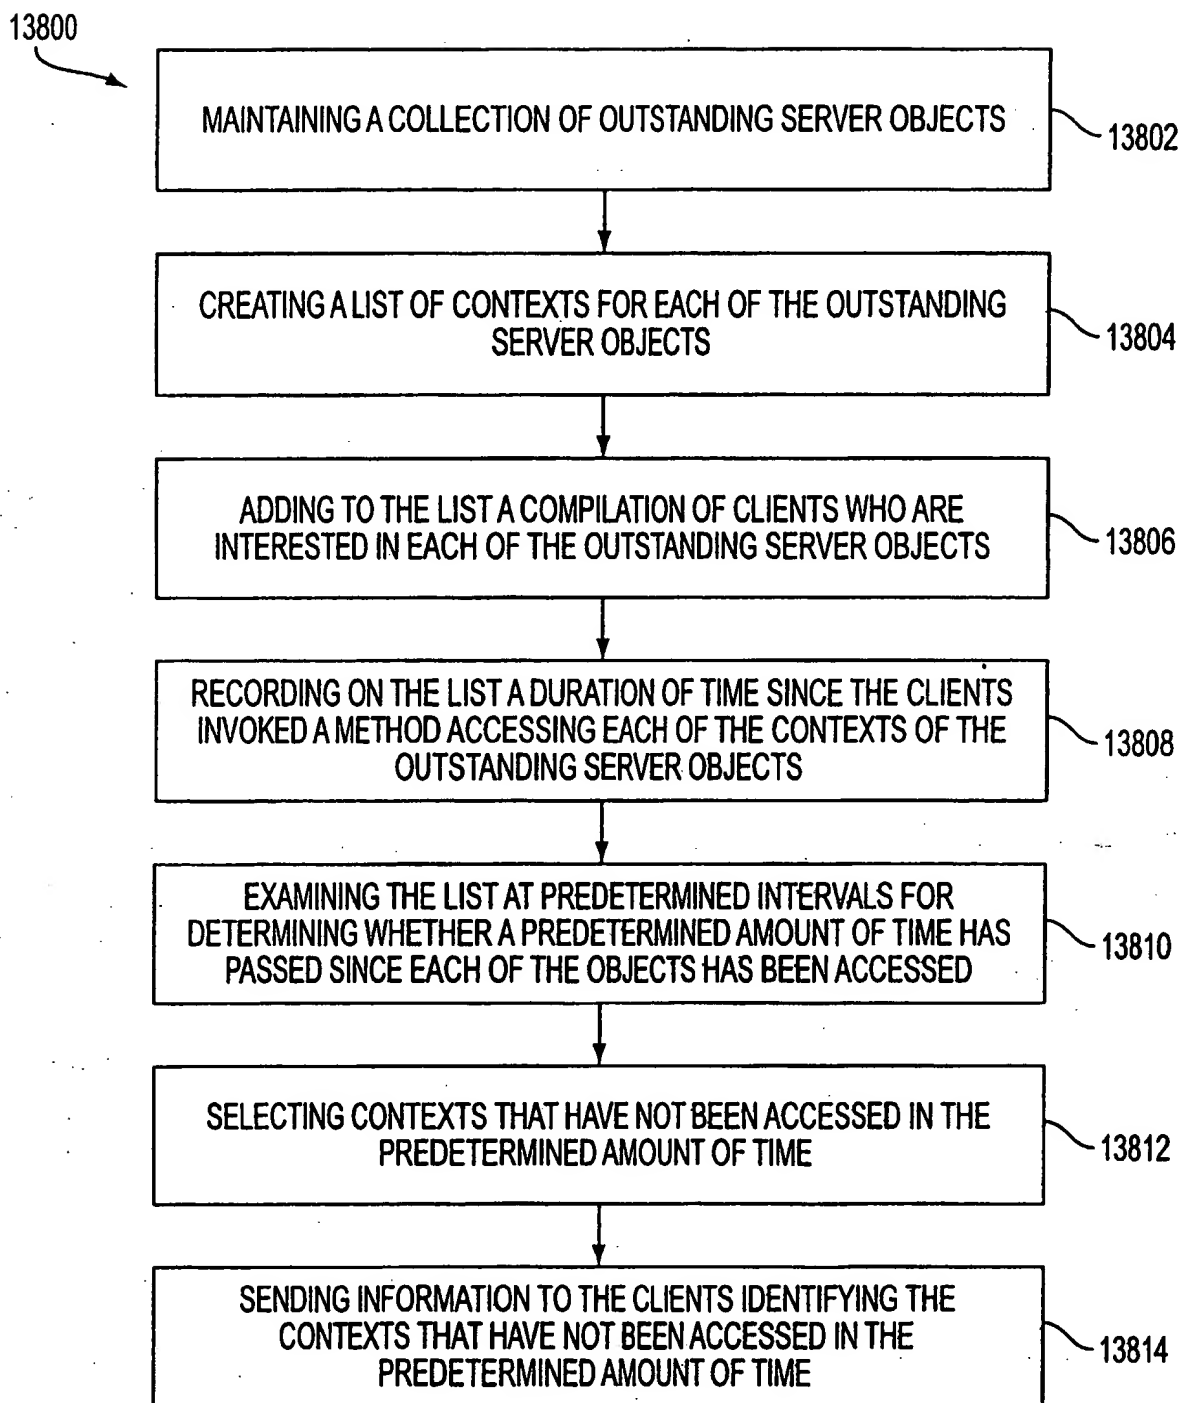 13800
MAINTAINING A COLLECTION OF OUTSTANDING SERVER OBJECTS
13802
CREATING A LIST OF CONTEXTS FOR EACH OF THE OUTSTANDING
SERVER OBJECTS
13804
ADDING TO THE LIST A COMPILATION OF CLIENTS WHO ARE
INTERESTED IN EACH OF THE OUTSTANDING SERVER OBJECTS
13806
RECORDING ON THE LIST A DURATION OF TIME SINCE THE CLIENTS
INVOKED A METHOD ACCESSING EACH OF THE CONTEXTS OF THE
OUTSTANDING SERVER OBJECTS
13808
EXAMINING THE LIST AT PREDETERMINED INTERVALS FOR
DETERMINING WHETHER A PREDETERMINED AMOUNT OF TIME HAS
PASSED SINCE EACH OF THE OBJECTS HAS BEEN ACCESSED
13810
SELECTING CONTEXTS THAT HAVE NOT BEEN ACCESSED IN THE
PREDETERMINED AMOUNT OF TIME
13812
SENDING INFORMATION TO THE CLIENTS IDENTIFYING THE
CONTEXTS THAT HAVE NOT BEEN ACCESSED IN THE
PREDETERMINED AMOUNT OF TIME
13814